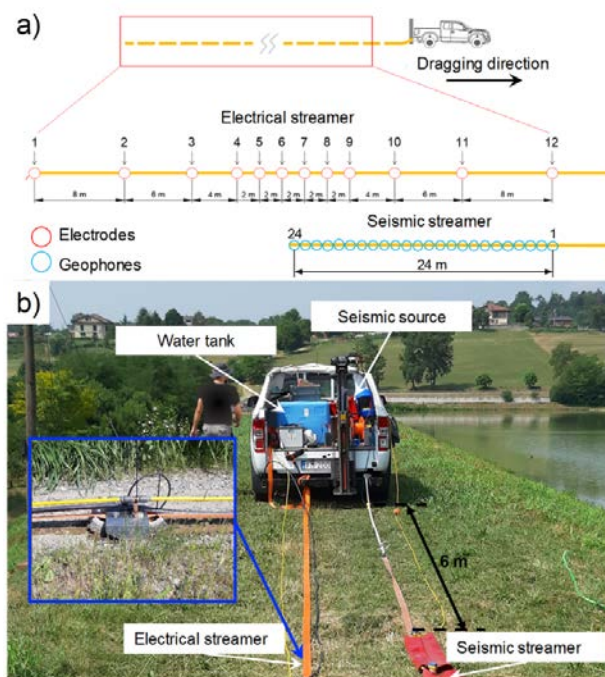 a)
Dragging direction
Electrical streamer
1 2 3 4 5 6 7 8 9 10 11 12
8 m 6 m 4 m 2 m 2 m 2 m 2 m 2 m 4 m 6 m 8 m
Seismic streamer
Electrodes
24 1
Geophones
24 m
b)
Seismic source
Water tank
6 m
Electrical streamer
Seismic streamer